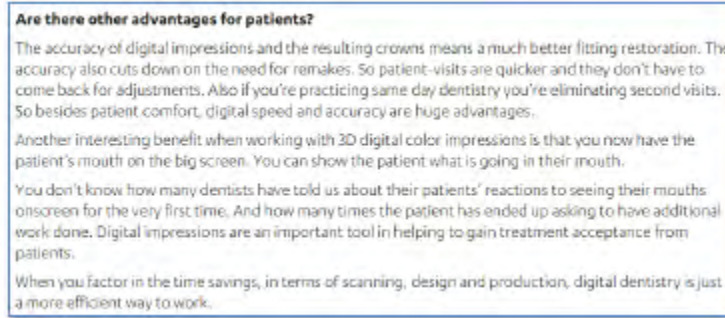 Are there other advantages for patients?
The accuracy of digital impressions and the resulting crowns means a much better fitting restoration. The
accuracy also cuts down on the need for remakes. So patient-visits are quicker and they don't have to
come back for adjustments. Also if you're practicing same day dentistry you're eliminating second visits.
So besides patient comfort, digital speed and accuracy are huge advantages.
Another interesting benefit when working with 3D digital color impressions is that you now have the
patient's mouth on the big screen. You can show the patient what is going in their mouth.
You don't know how many dentists have told us about their patients' reactions to seeing their mouths
onscreen for the very first time. And how many times the patient has ended up asking to have additional
work done. Digital impressions are an important tool in helping to gain treatment acceptance from
patients.
When you factor in the time savings, in terms of scanning, design and production, digital dentistry is just
a more efficient way to work.